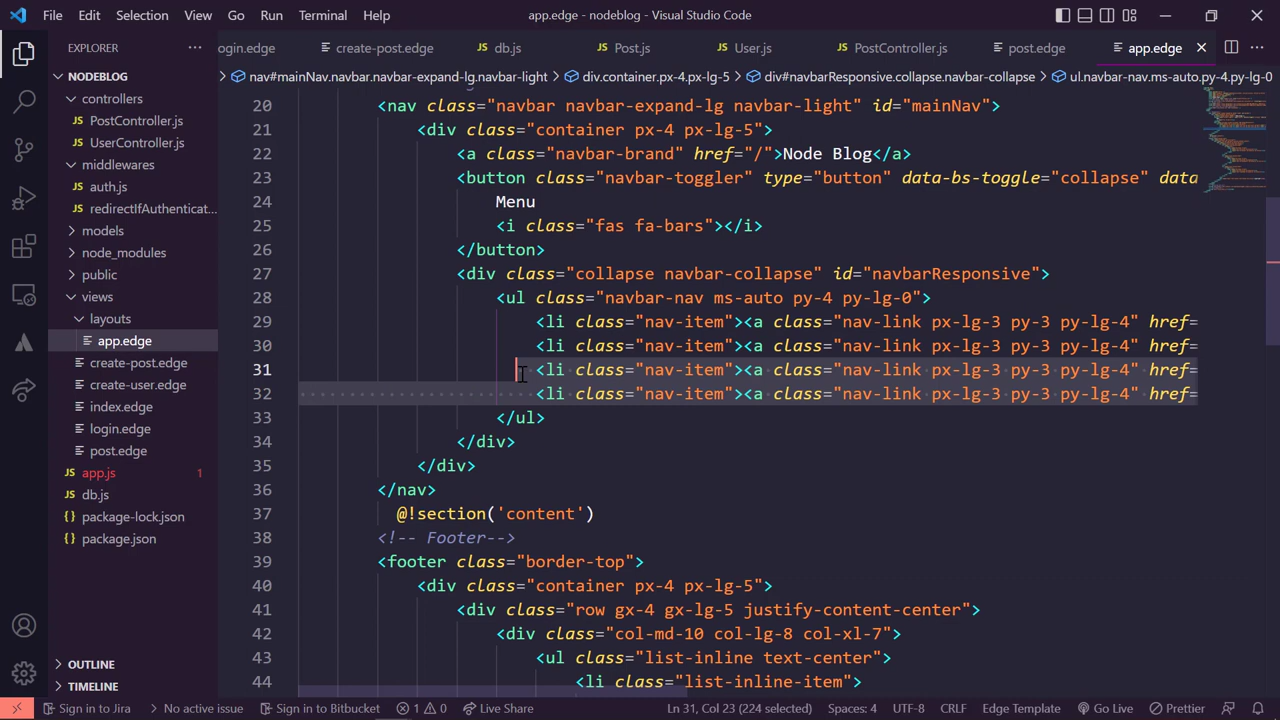 File Edit Selection View Go Run Terminal Help app.edge - nodeblog - Visual Studio Code
EXPLORER
ogin.edge create-post.edge db.js Post.js User.js PostController.js post.edge app.edge
nav#mainNav.navbar.navbar-expand-lg.navbar-light > div.container.px-4.px-lg-5 > div#navbarResponsive.collapse.navbar-collapse > ul.navbar-nav.ms-auto.py-4.py-lg-0
NODEBLOG
controllers
PostController.js
UserController.js
middlewares
auth.js
redirectIfAuthenticat...
models
node_modules
public
views
layouts
app.edge
create-post.edge
create-user.edge
index.edge
login.edge
post.edge
app.js 1
db.js
package-lock.json
package.json
OUTLINE
TIMELINE
20 <nav class="navbar navbar-expand-lg navbar-light" id="mainNav">
21 <div class="container px-4 px-lg-5">
22 <a class="navbar-brand" href="/">Node Blog</a>
23 <button class="navbar-toggler" type="button" data-bs-toggle="collapse" data
24 Menu
25 <i class="fas fa-bars"></i>
26 </button>
27 <div class="collapse navbar-collapse" id="navbarResponsive">
28 <ul class="navbar-nav ms-auto py-4 py-lg-0">
29 <li class="nav-item"><a class="nav-link px-lg-3 py-3 py-lg-4" href=
30 <li class="nav-item"><a class="nav-link px-lg-3 py-3 py-lg-4" href=
31 <li class="nav-item"><a class="nav-link px-lg-3 py-3 py-lg-4" href=
32 <li class="nav-item"><a class="nav-link px-lg-3 py-3 py-lg-4" href=
33 </ul>
34 </div>
35 </div>
36 </nav>
37 @!section('content')
38 <!-- Footer-->
39 <footer class="border-top">
40 <div class="container px-4 px-lg-5">
41 <div class="row gx-4 gx-lg-5 justify-content-center">
42 <div class="col-md-10 col-lg-8 col-xl-7">
43 <ul class="list-inline text-center">
44 <li class="list-inline-item">
Sign in to Jira No active issue Sign in to Bitbucket 1 0 Live Share Ln 31, Col 23 (224 selected) Spaces: 4 UTF-8 CRLF Edge Template Go Live Prettier